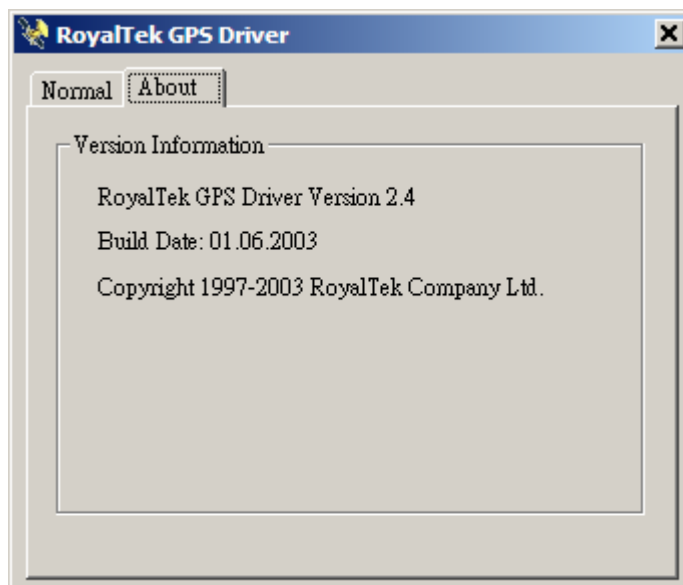 RoyalTek GPS Driver
Normal About
Version Information
RoyalTek GPS Driver Version 2.4
Build Date: 01.06.2003
Copyright 1997-2003 RoyalTek Company Ltd.